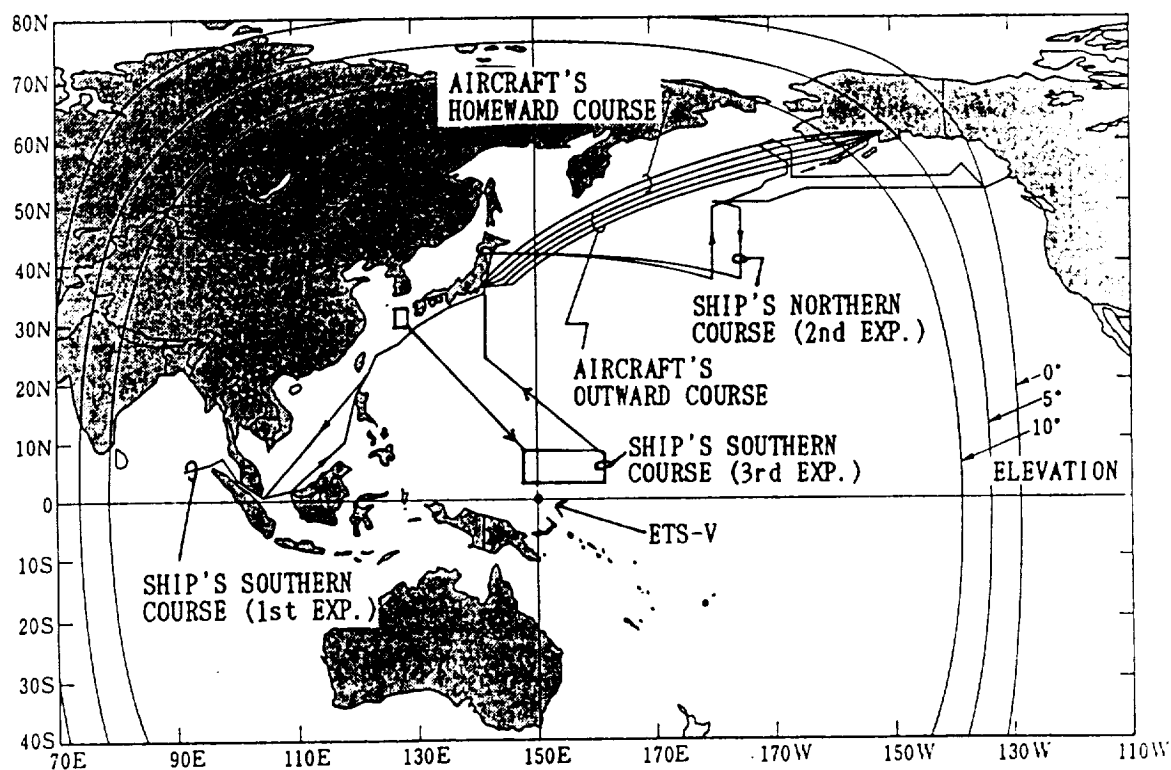 80N
70N
60N
50N
40N
30N
20N
10N
0
10S
20S
30S
40S
AIRCRAFT'S
HOMEWARD COURSE
SHIP'S NORTHERN
COURSE (2nd EXP.)
AIRCRAFT'S
OUTWARD COURSE
0°
5°
10°
SHIP'S SOUTHERN
COURSE (3rd EXP.)
ELEVATION
ETS-V
SHIP'S SOUTHERN
COURSE (1st EXP.)
70E 90E 110E 130E 150E 170E 170W 150W 130W 110W